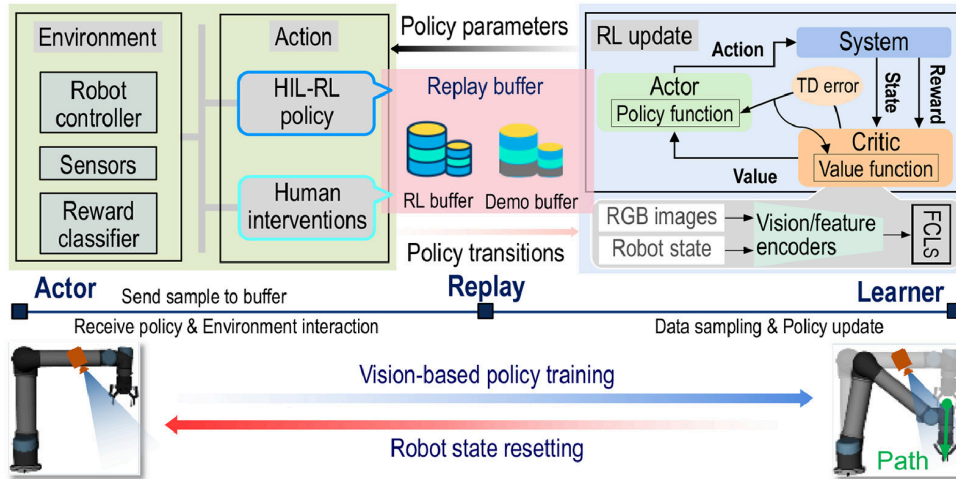 Environment
Robot
controller
Sensors
Reward
classifier
Action
HIL-RL
policy
Human
interventions
Policy parameters
Replay buffer
RL buffer
Demo buffer
Policy transitions
RL update
Action
System
Actor
Policy function
TD error
State
Reward
Critic
Value function
Value
RGB images
Robot state
Vision/feature
encoders
FCLS
Actor
Send sample to buffer
Receive policy & Environment interaction
Replay
Learner
Data sampling & Policy update
Vision-based policy training
Robot state resetting
Path